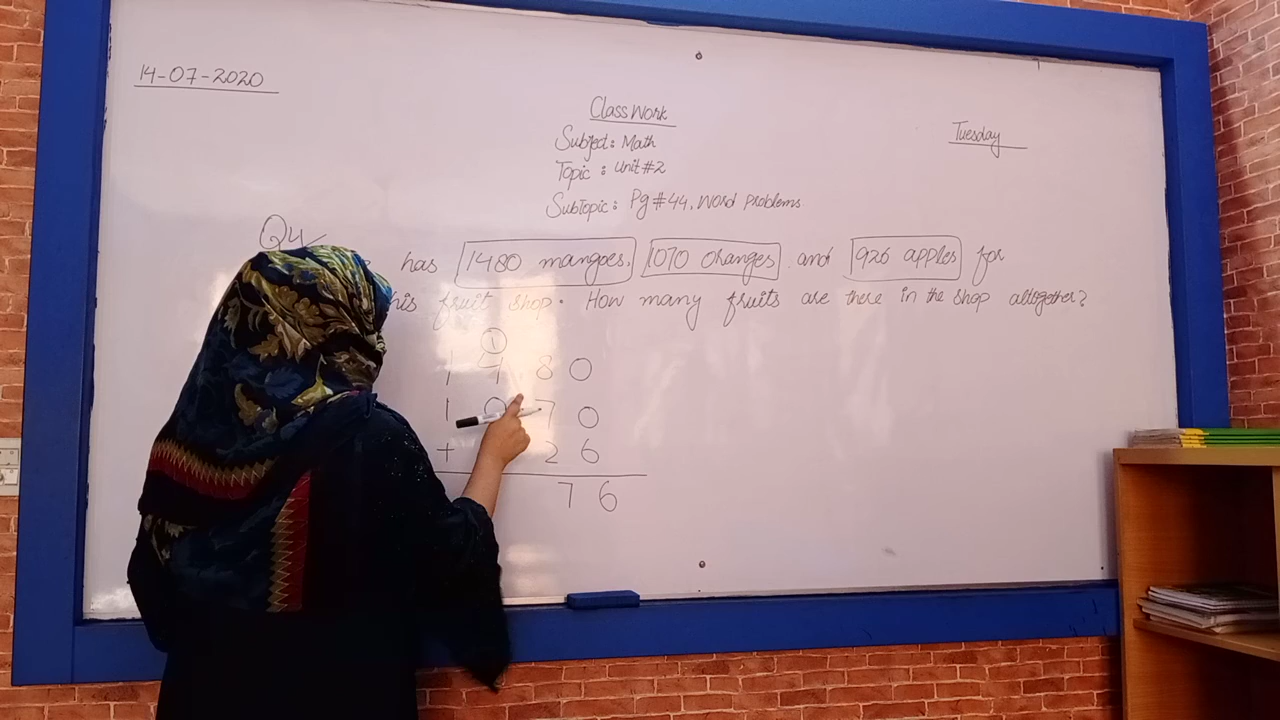 14-07-2020
Class Work
Tuesday
Subject: Math
Topic: Unit #2
SubTopic: Pg #44, Word Problems
Q4
has 1480 mangoes, 1070 oranges and 926 apples for
his fruit shop. How many fruits are there in the shop altogether?
1
1 4 8 0
1 0 7 0
+ 2 6
7 6